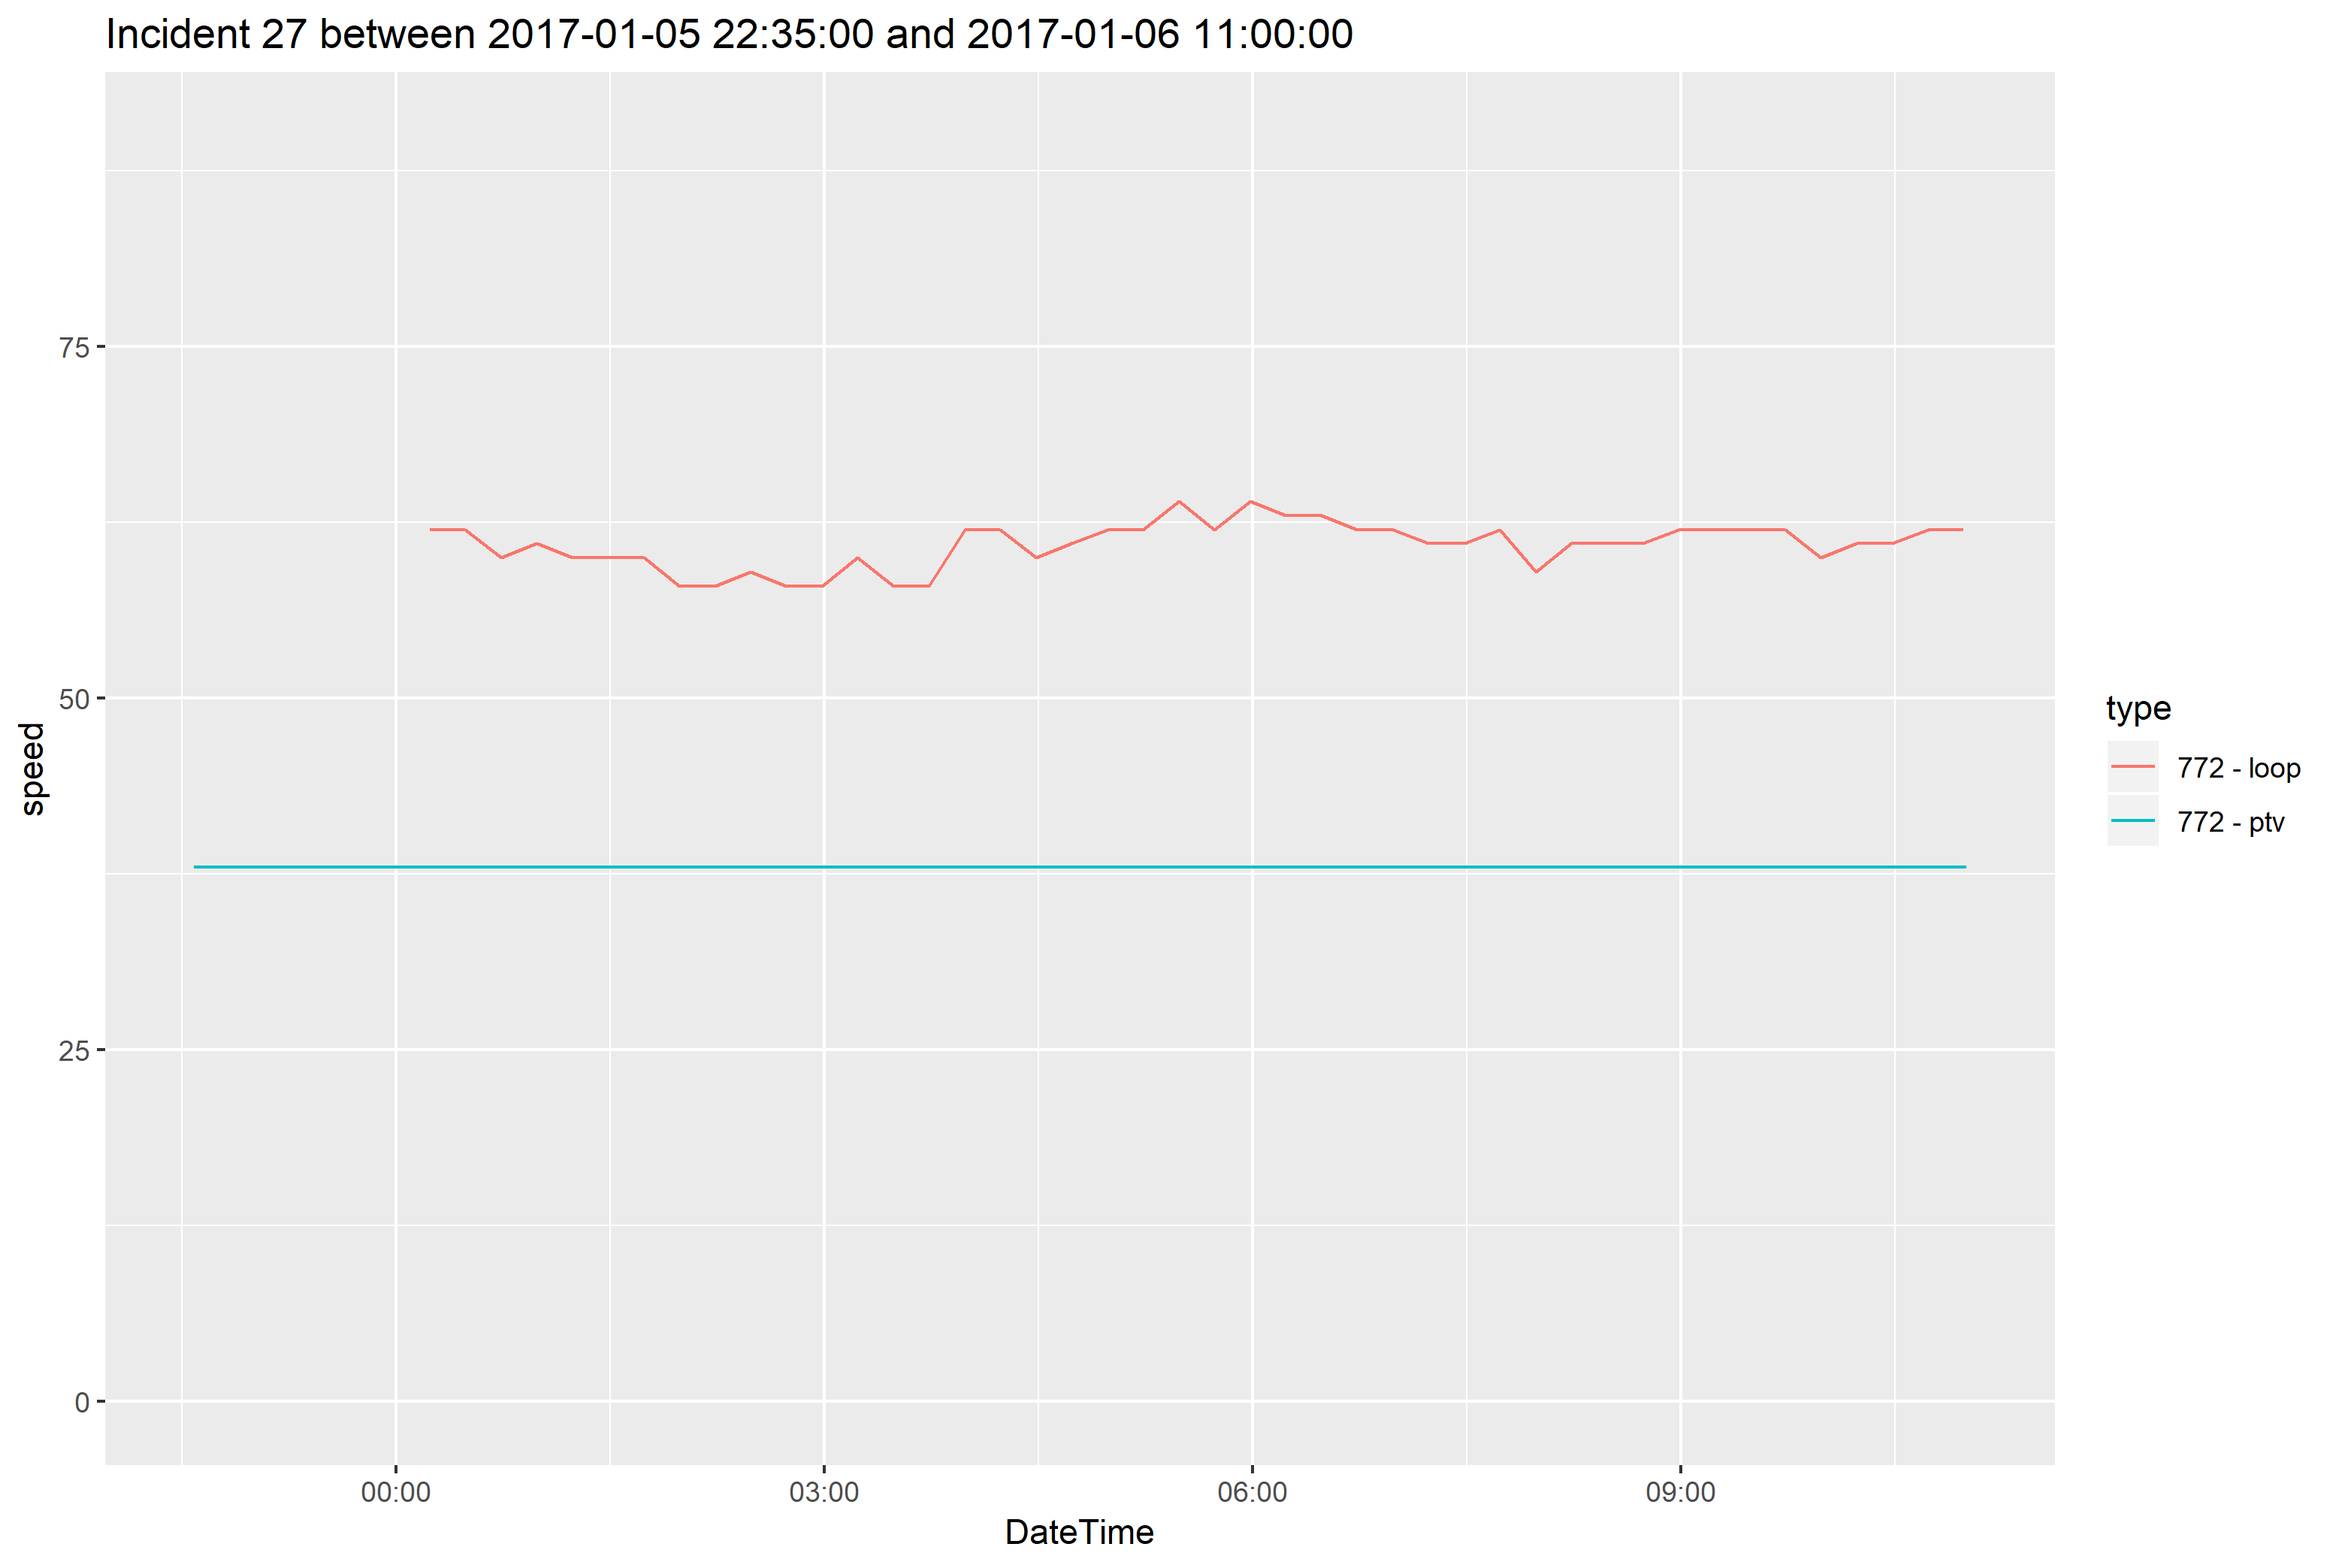 Incident 27 between 2017-01-05 22:35:00 and 2017-01-06 11:00:00
75
50
25
0
speed
00:00 03:00 06:00 09:00
DateTime
type
772 - loop
772 - ptv